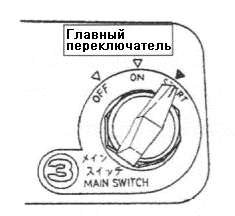 Главный
переключатель
OFF ON START
3
メイン
スイッチ
MAIN SWITCH